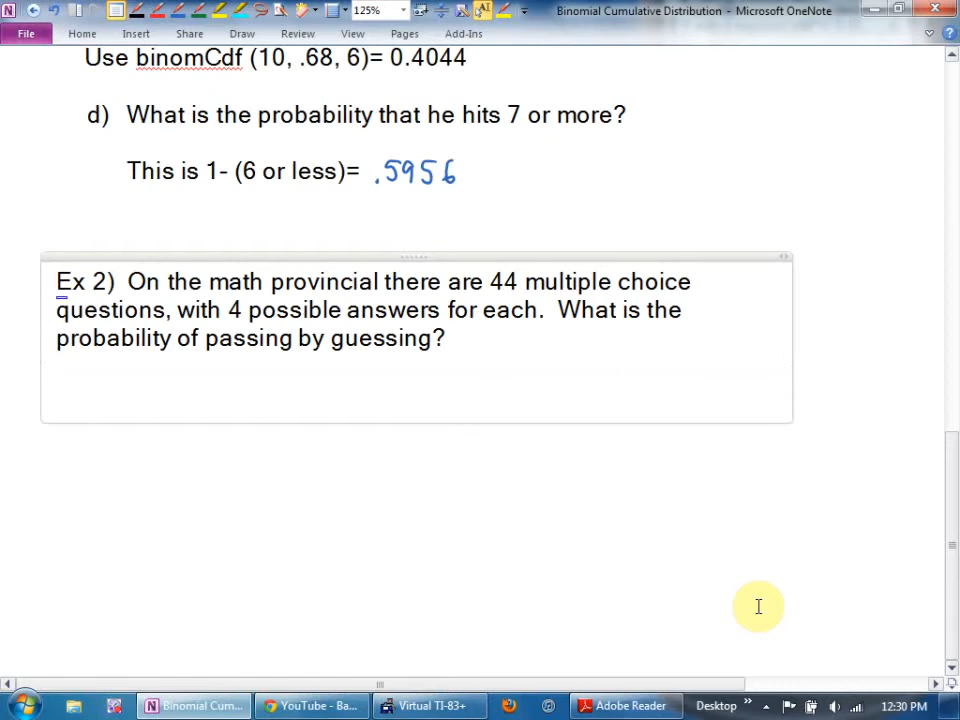 125%
Binomial Cumulative Distribution - Microsoft OneNote
File Home Insert Share Draw Review View Pages Add-Ins
Use binomCdf (10, .68, 6)= 0.4044
d) What is the probability that he hits 7 or more?
This is 1- (6 or less)= .5956
Ex 2) On the math provincial there are 44 multiple choice
questions, with 4 possible answers for each. What is the
probability of passing by guessing?
Binomial Cum... YouTube - Ba... Virtual TI-83+ Adobe Reader Desktop » 12:30 PM